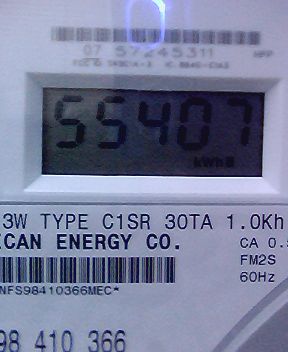 07 57245311
55407
kWh
3W TYPE C1SR 30TA 1.0Kh
ICAN ENERGY CO.
CA 0.
FM2S
60Hz
NFS98410366MEC*
98 410 366